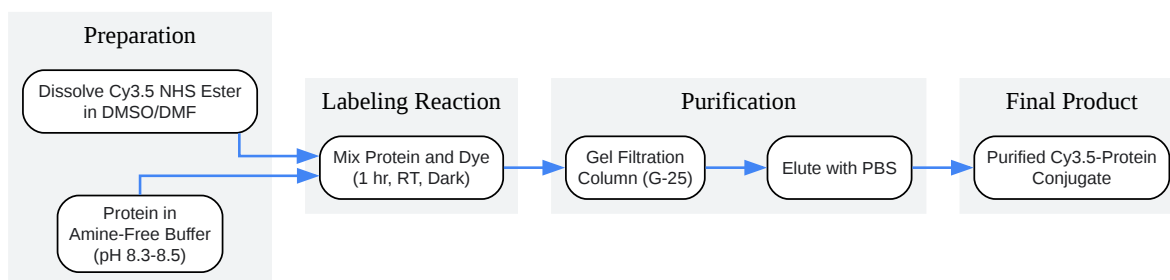 Preparation
Dissolve Cy3.5 NHS Ester
in DMSO/DMF
Protein in
Amine-Free Buffer
(pH 8.3-8.5)
Labeling Reaction
Mix Protein and Dye
(1 hr, RT, Dark)
Purification
Gel Filtration
Column (G-25)
Elute with PBS
Final Product
Purified Cy3.5-Protein
Conjugate